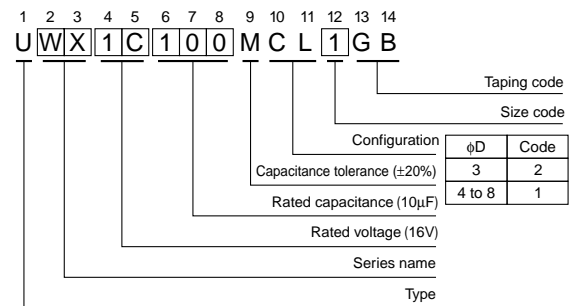 1 2 3 4 5 6 7 8 9 10 11 12 13 14
U W X 1 C 1 0 0 M C L 1 G B
Taping code
Size code
Configuration
ϕD Code
Capacitance tolerance (±20%)
3 2
4 to 8 1
Rated capacitance (10μF)
Rated voltage (16V)
Series name
Type